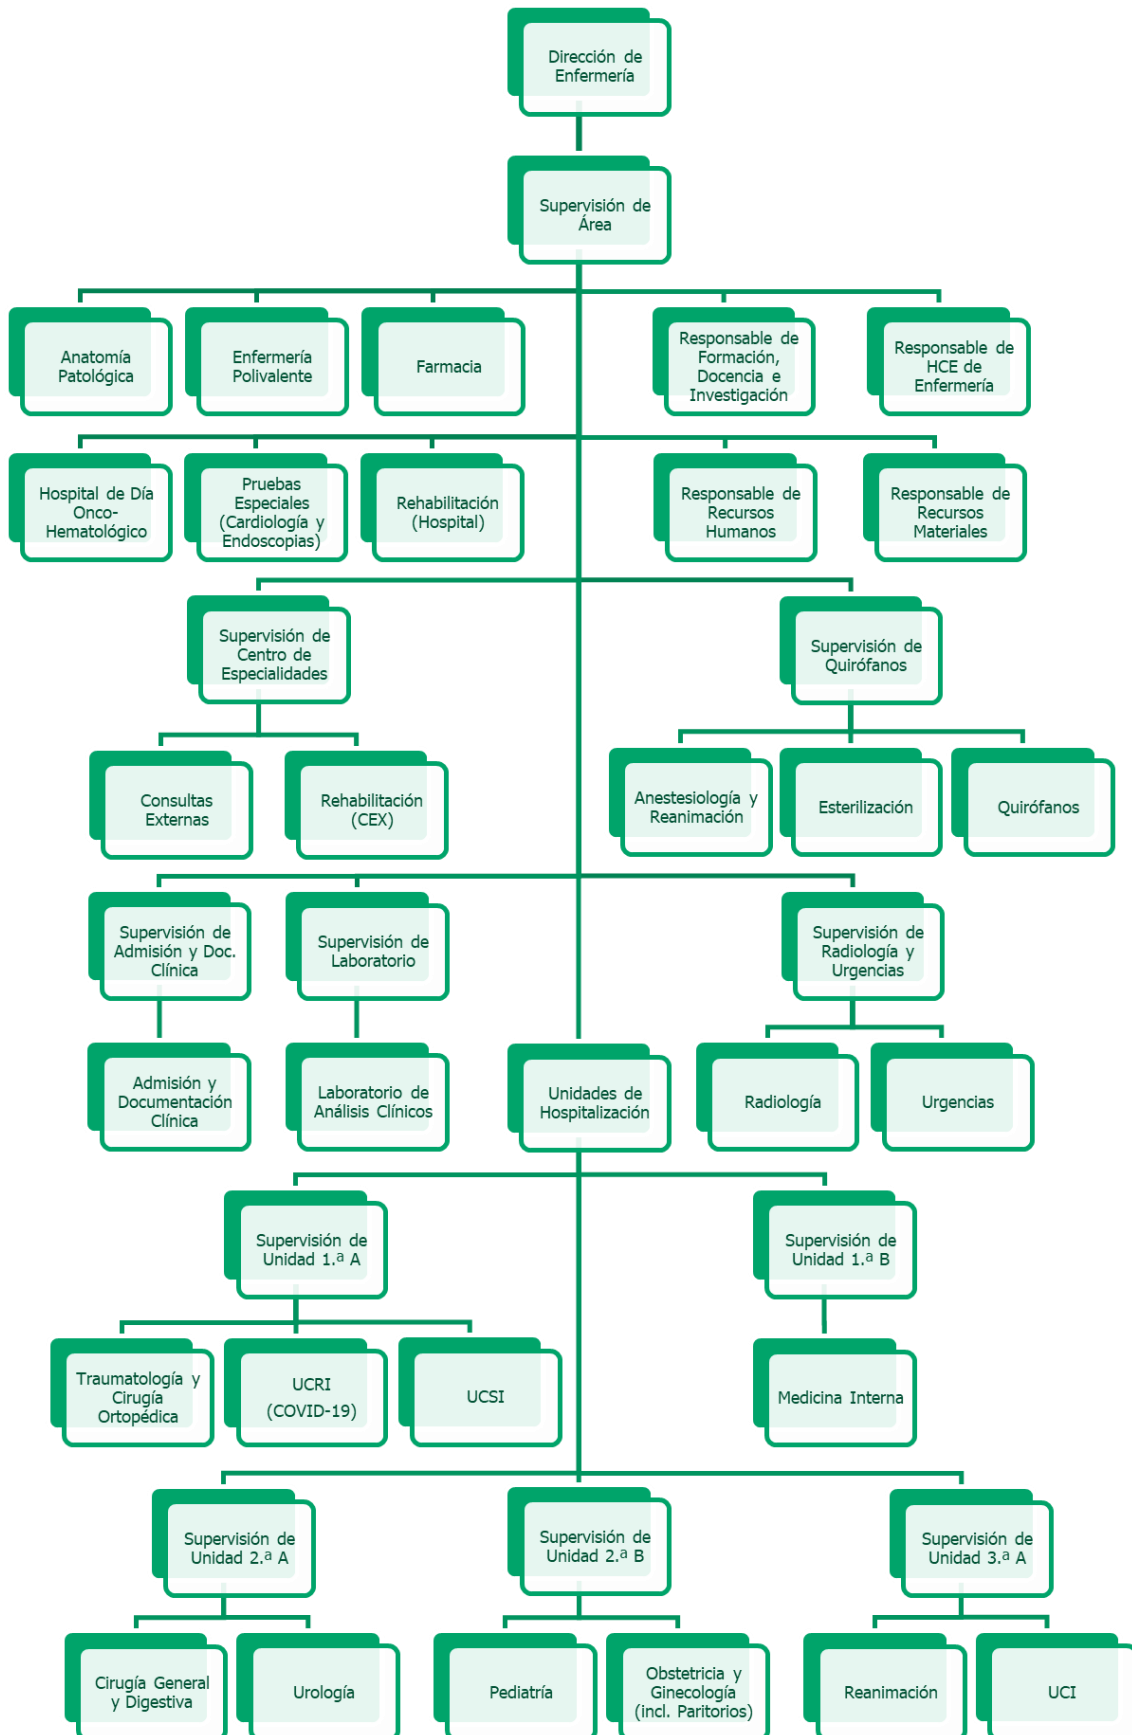 Dirección de
Enfermería
Supervisión de
Área
Anatomía
Patológica
Enfermería
Polivalente
Farmacia
Responsable de
Formación,
Docencia e
Investigación
Responsable de
HCE de
Enfermería
Hospital de Día
Onco-
Hematológico
Pruebas
Especiales
(Cardiología y
Endoscopias)
Rehabilitación
(Hospital)
Responsable de
Recursos
Humanos
Responsable de
Recursos
Materiales
Supervisión de
Centro de
Especialidades
Supervisión de
Quirófanos
Consultas
Externas
Rehabilitación
(CEX)
Anestesiología y
Reanimación
Esterilización
Quirófanos
Supervisión de
Admisión y Doc.
Clínica
Supervisión de
Laboratorio
Supervisión de
Radiología y
Urgencias
Admisión y
Documentación
Clínica
Laboratorio de
Análisis Clínicos
Unidades de
Hospitalización
Radiología
Urgencias
Supervisión de
Unidad 1.ª A
Supervisión de
Unidad 1.ª B
Traumatología y
Cirugía
Ortopédica
UCRI
(COVID-19)
UCSI
Medicina Interna
Supervisión de
Unidad 2.ª A
Supervisión de
Unidad 2.ª B
Supervisión de
Unidad 3.ª A
Cirugía General
y Digestiva
Urología
Pediatría
Obstetricia y
Ginecología
(incl. Paritorios)
Reanimación
UCI